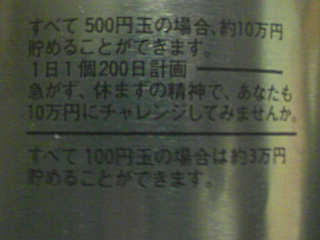 すべて 500円玉の場合、約10万円
貯めることができます。
1日1個200日計画
急がず、休まずの精神で、あなたも
10万円にチャレンジしてみませんか。
すべて 100円玉の場合は約3万円
貯めることができます。